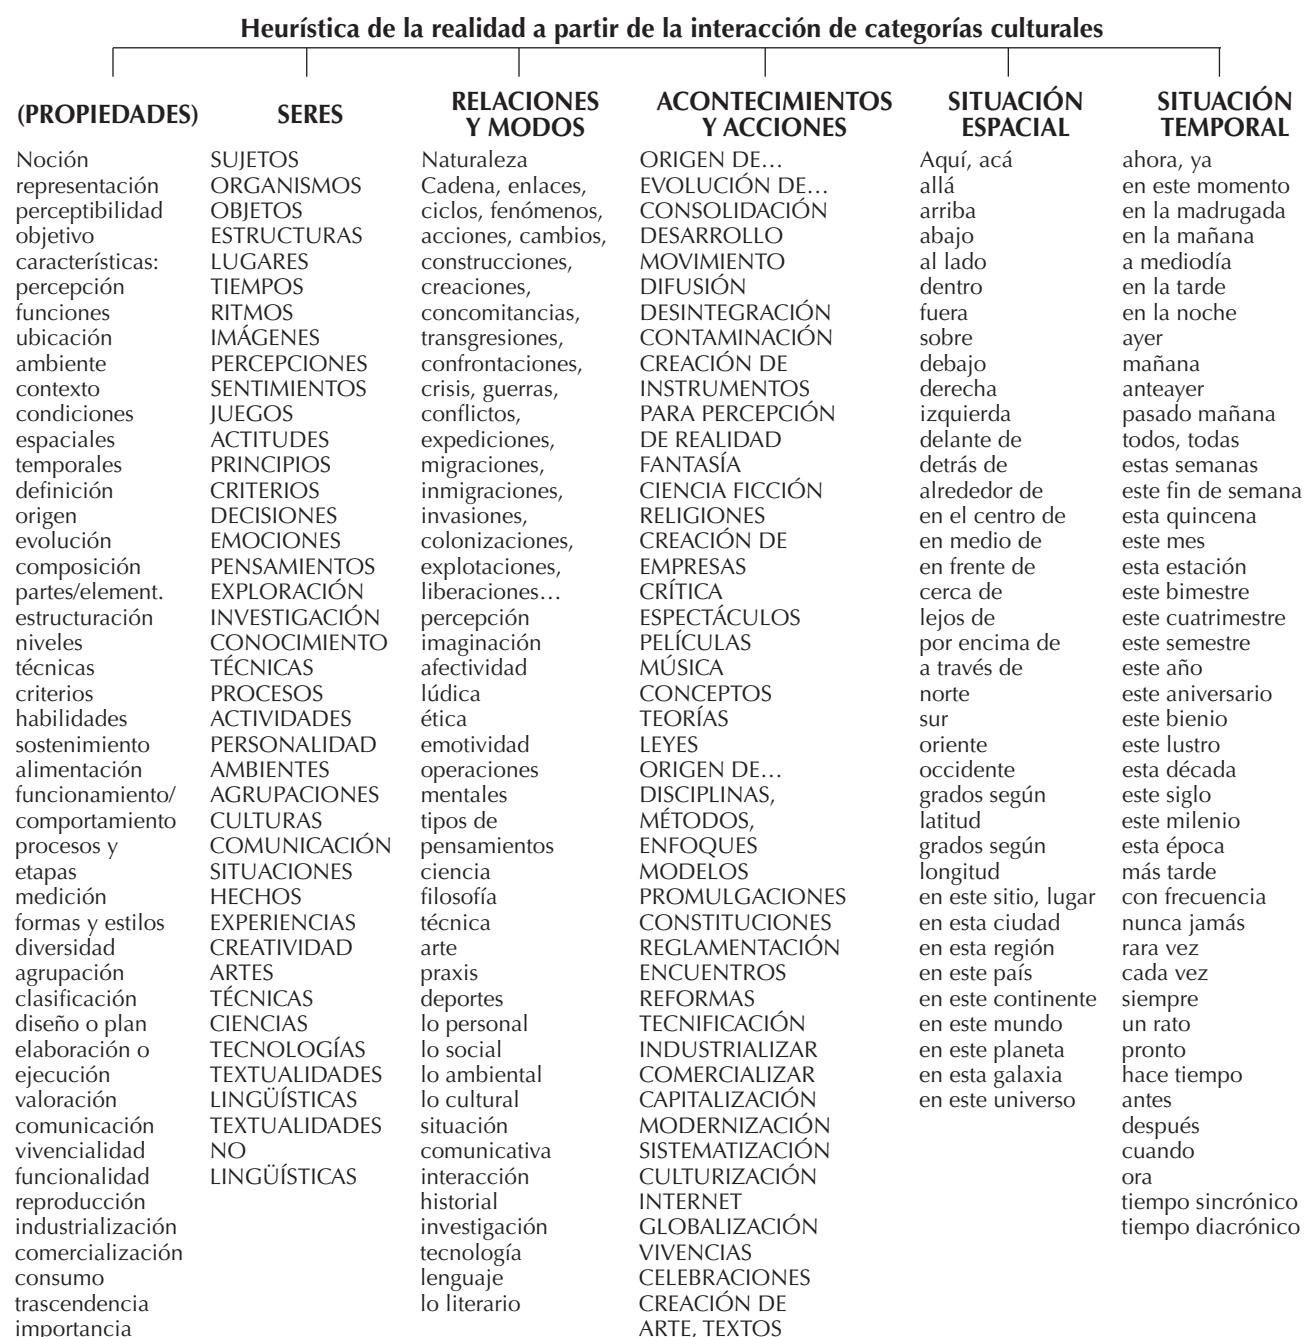 Heurística de la realidad a partir de la interacción de categorías culturales
(PROPIEDADES)
Noción
representación
perceptibilidad
objetivo
características:
percepción
funciones
ubicación
ambiente
contexto
condiciones
espaciales
temporales
definición
origen
evolución
composición
partes/element.
estructuración
niveles
técnicas
criterios
habilidades
sostenimiento
alimentación
funcionamiento/
comportamiento
procesos y
etapas
medición
formas y estilos
diversidad
agrupación
clasificación
diseño o plan
elaboración o
ejecución
valoración
comunicación
vivencialidad
funcionalidad
reproducción
industrialización
comercialización
consumo
trascendencia
importancia
SERES
SUJETOS
ORGANISMOS
OBJETOS
ESTRUCTURAS
LUGARES
TIEMPOS
RITMOS
IMÁGENES
PERCEPCIONES
SENTIMIENTOS
JUEGOS
ACTITUDES
PRINCIPIOS
CRITERIOS
DECISIONES
EMOCIONES
PENSAMIENTOS
EXPLORACIÓN
INVESTIGACIÓN
CONOCIMIENTO
TÉCNICAS
PROCESOS
ACTIVIDADES
PERSONALIDAD
AMBIENTES
AGRUPACIONES
CULTURAS
COMUNICACIÓN
SITUACIONES
HECHOS
EXPERIENCIAS
CREATIVIDAD
ARTES
TÉCNICAS
CIENCIAS
TECNOLOGÍAS
TEXTUALIDADES
LINGÜÍSTICAS
TEXTUALIDADES
NO
LINGÜÍSTICAS
RELACIONES
Y MODOS
Naturaleza
Cadena, enlaces,
ciclos, fenómenos,
acciones, cambios,
construcciones,
creaciones,
concomitancias,
transgresiones,
confrontaciones,
crisis, guerras,
conflictos,
expediciones,
migraciones,
inmigraciones,
invasiones,
colonizaciones,
explotaciones,
liberaciones…
percepción
imaginación
afectividad
lúdica
ética
emotividad
operaciones
mentales
tipos de
pensamientos
ciencia
filosofía
técnica
arte
praxis
deportes
lo personal
lo social
lo ambiental
lo cultural
situación
comunicativa
interacción
historial
investigación
tecnología
lenguaje
lo literario
ACONTECIMIENTOS
Y ACCIONES
ORIGEN DE…
EVOLUCIÓN DE…
CONSOLIDACIÓN
DESARROLLO
MOVIMIENTO
DIFUSIÓN
DESINTEGRACIÓN
CONTAMINACIÓN
CREACIÓN DE
INSTRUMENTOS
PARA PERCEPCIÓN
DE REALIDAD
FANTASÍA
CIENCIA FICCIÓN
RELIGIONES
CREACIÓN DE
EMPRESAS
CRÍTICA
ESPECTÁCULOS
PELÍCULAS
MÚSICA
CONCEPTOS
TEORÍAS
LEYES
ORIGEN DE…
DISCIPLINAS,
MÉTODOS,
ENFOQUES
MODELOS
PROMULGACIONES
CONSTITUCIONES
REGLAMENTACIÓN
ENCUENTROS
REFORMAS
TECNIFICACIÓN
INDUSTRIALIZAR
COMERCIALIZAR
CAPITALIZACIÓN
MODERNIZACIÓN
SISTEMATIZACIÓN
CULTURIZACIÓN
INTERNET
GLOBALIZACIÓN
VIVENCIAS
CELEBRACIONES
CREACIÓN DE
ARTE, TEXTOS
SITUACIÓN
ESPACIAL
Aquí, acá
allá
arriba
abajo
al lado
dentro
fuera
sobre
debajo
derecha
izquierda
delante de
detrás de
alrededor de
en el centro de
en medio de
en frente de
cerca de
lejos de
por encima de
a través de
norte
sur
oriente
occidente
grados según
latitud
grados según
longitud
en este sitio, lugar
en esta ciudad
en esta región
en este país
en este continente
en este mundo
en este planeta
en esta galaxia
en este universo
SITUACIÓN
TEMPORAL
ahora, ya
en este momento
en la madrugada
en la mañana
a mediodía
en la tarde
en la noche
ayer
mañana
anteayer
pasado mañana
todos, todas
estas semanas
este fin de semana
esta quincena
este mes
esta estación
este bimestre
este cuatrimestre
este semestre
este año
este aniversario
este bienio
este lustro
esta década
este siglo
este milenio
esta época
más tarde
con frecuencia
nunca jamás
rara vez
cada vez
siempre
un rato
pronto
hace tiempo
antes
después
cuando
ora
tiempo sincrónico
tiempo diacrónico